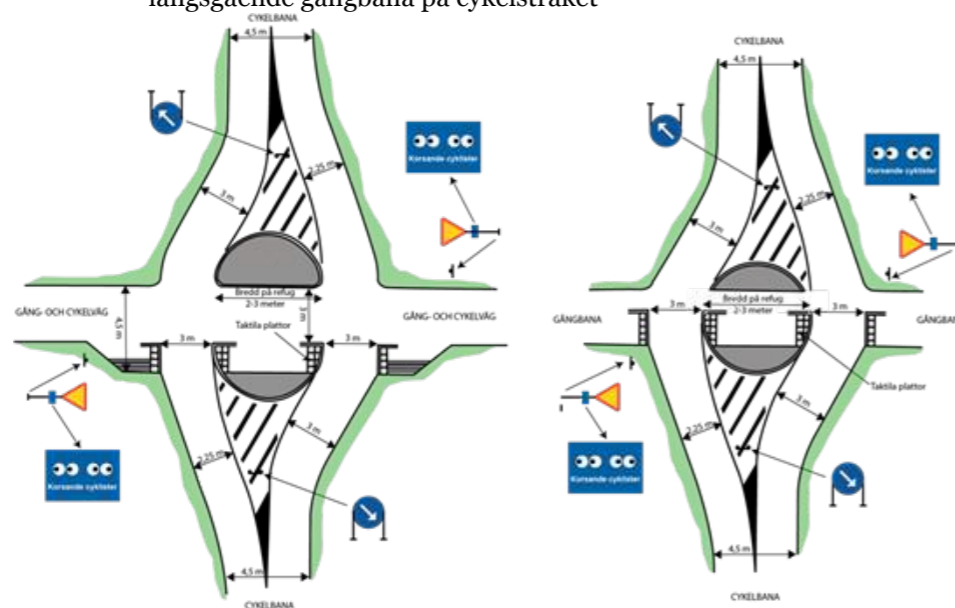 långsgående gångbana på cykelstråket
CYKELBANA
4,5 m
Korsande cyklister
2,25 m
3 m
Bredd på refug
2-3 meter
GÅNG- OCH CYKELVÄG
4,5 m
3 m
Taktila plattor
GÅNG- OCH CYKELVÄG
3 m
3 m
2,25 m
3 m
Korsande cyklister
4,5 m
CYKELBANA
CYKELBANA
4,5 m
Korsande cyklister
2,25 m
3 m
Bredd på refug
2-3 meter
3 m
3 m
GÅNGBANA
GÅNGBAN
Taktila plattor
3 m
2,25 m
Korsande cyklister
4,5 m
CYKELBANA